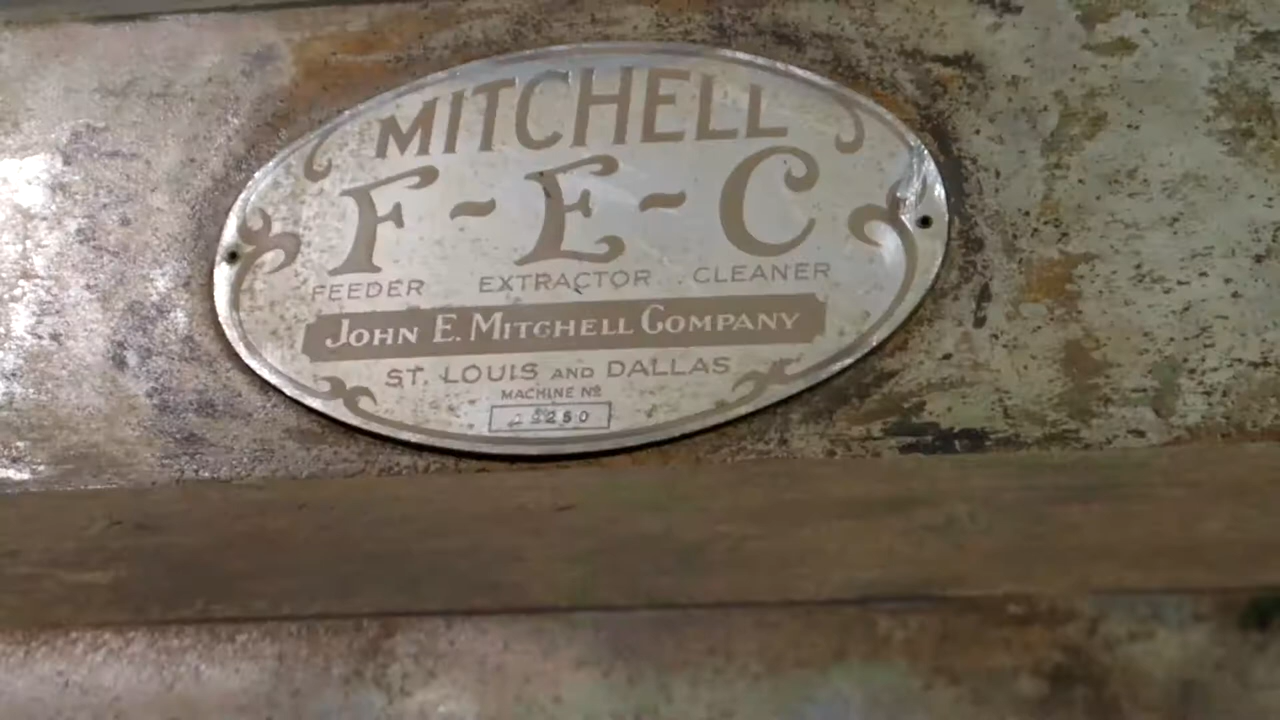 MITCHELL
F-E-C
FEEDER EXTRACTOR CLEANER
JOHN E. MITCHELL COMPANY
ST. LOUIS AND DALLAS
MACHINE Nº